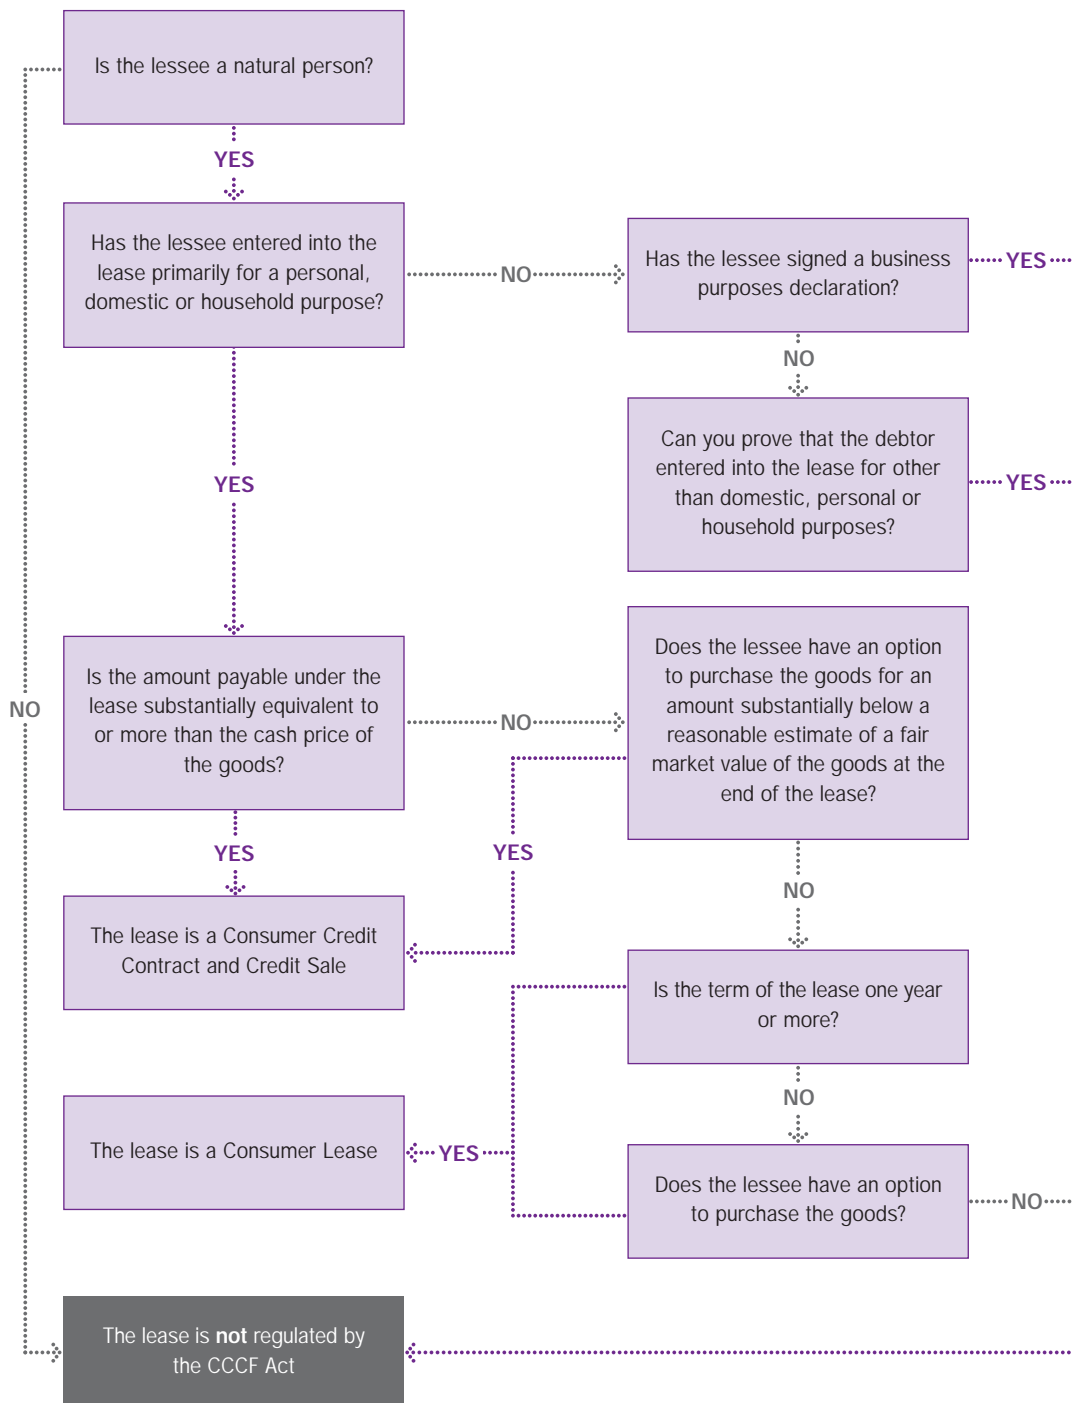 Is the lessee a natural person?
YES
Has the lessee entered into the
lease primarily for a personal,
domestic or household purpose?
NO
Has the lessee signed a business
purposes declaration?
YES
NO
Can you prove that the debtor
entered into the lease for other
than domestic, personal or
household purposes?
YES
YES
Is the amount payable under the
lease substantially equivalent to
or more than the cash price of
the goods?
NO
NO
Does the lessee have an option
to purchase the goods for an
amount substantially below a
reasonable estimate of a fair
market value of the goods at the
end of the lease?
YES
YES
NO
The lease is a Consumer Credit
Contract and Credit Sale
Is the term of the lease one year
or more?
NO
The lease is a Consumer Lease
YES
Does the lessee have an option
to purchase the goods?
NO
The lease is not regulated by
the CCCF Act